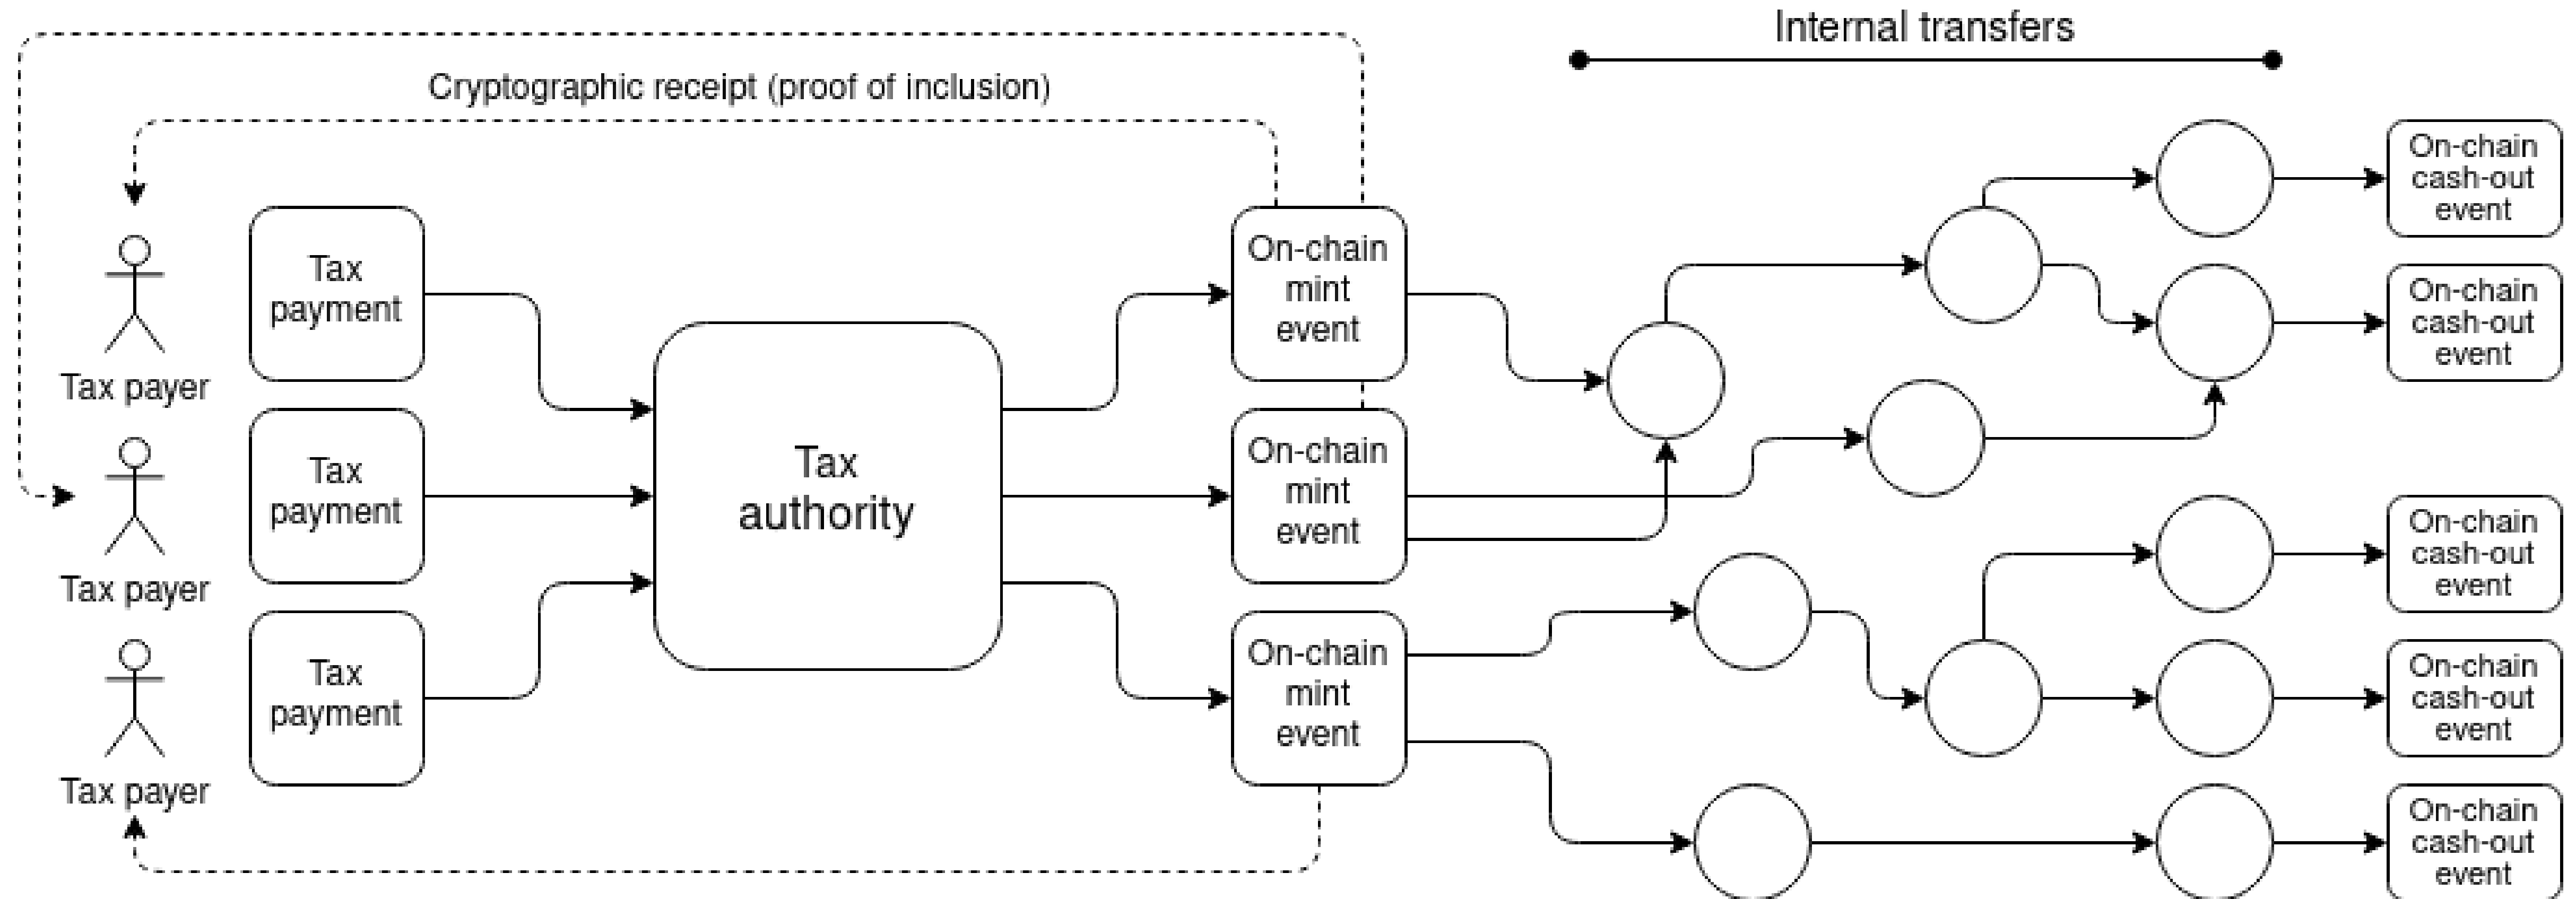 Internal transfers
Cryptographic receipt (proof of inclusion)
Tax
payment
Tax payer
Tax
payment
Tax payer
Tax
payment
Tax payer
Tax
authority
On-chain
mint
event
On-chain
mint
event
On-chain
mint
event
On-chain
cash-out
event
On-chain
cash-out
event
On-chain
cash-out
event
On-chain
cash-out
event
On-chain
cash-out
event